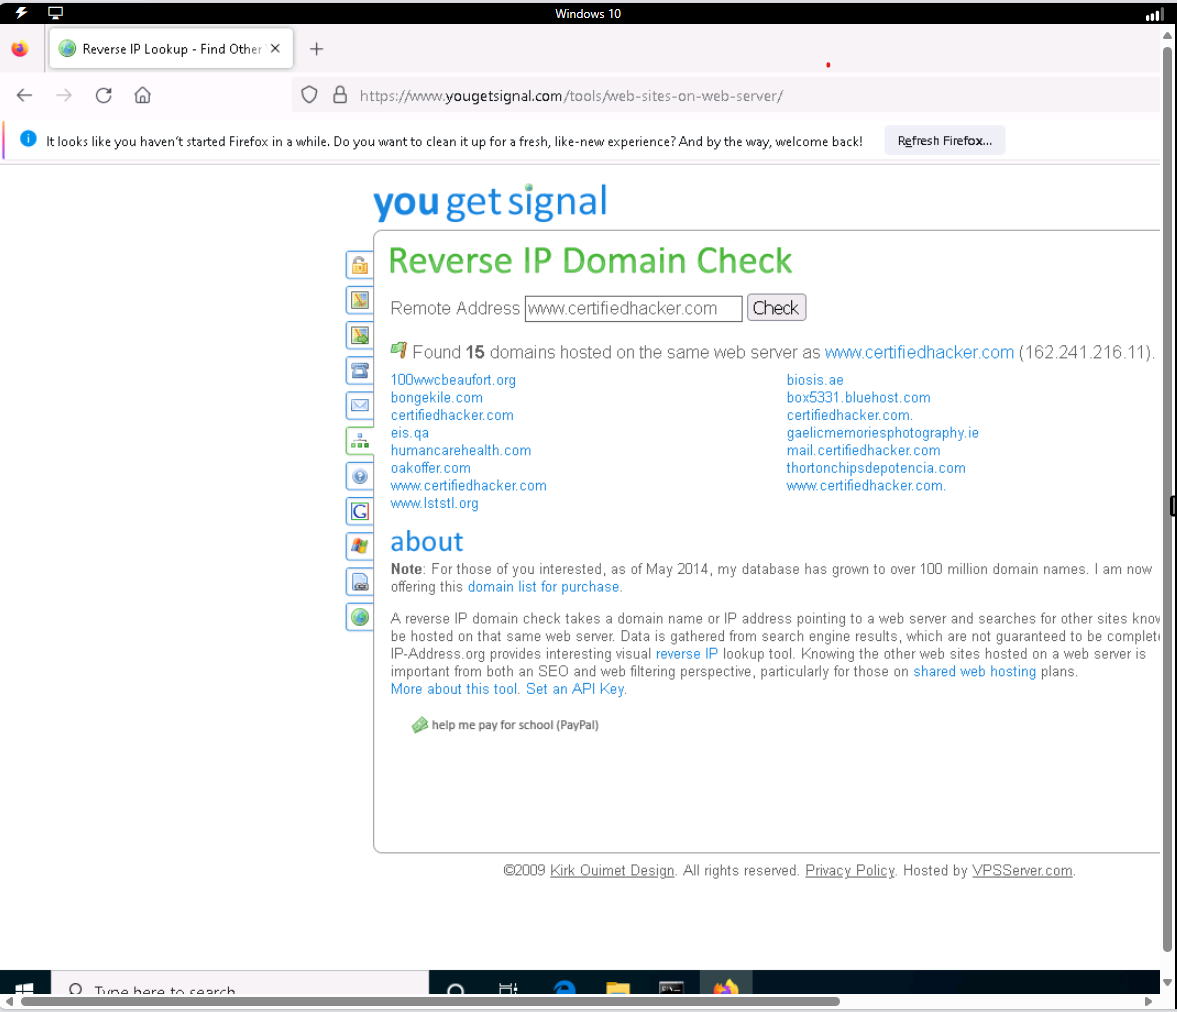 Windows 10
Reverse IP Lookup - Find Other
https://www.yougetsignal.com/tools/web-sites-on-web-server/
It looks like you haven't started Firefox in a while. Do you want to clean it up for a fresh, like-new experience? And by the way, welcome back!
Refresh Firefox...
you get signal
Reverse IP Domain Check
Remote Address www.certifiedhacker.com Check
Found 15 domains hosted on the same web server as www.certifiedhacker.com (162.241.216.11).
100wwcbeaufort.org biosis.ae
bongekile.com box5331.bluehost.com
certifiedhacker.com certifiedhacker.com.
eis.qa gaelicmemoriesphotography.ie
humancarehealth.com mail.certifiedhacker.com
oakoffer.com thortonchipsdepotencia.com
www.certifiedhacker.com www.certifiedhacker.com.
www.lststl.org
about
Note: For those of you interested, as of May 2014, my database has grown to over 100 million domain names. I am now
offering this domain list for purchase.
A reverse IP domain check takes a domain name or IP address pointing to a web server and searches for other sites know
be hosted on that same web server. Data is gathered from search engine results, which are not guaranteed to be complete
IP-Address.org provides interesting visual reverse IP lookup tool. Knowing the other web sites hosted on a web server is
important from both an SEO and web filtering perspective, particularly for those on shared web hosting plans.
More about this tool. Set an API Key.
help me pay for school (PayPal)
©2009 Kirk Ouimet Design. All rights reserved. Privacy Policy. Hosted by VPSServer.com.
Type here to search